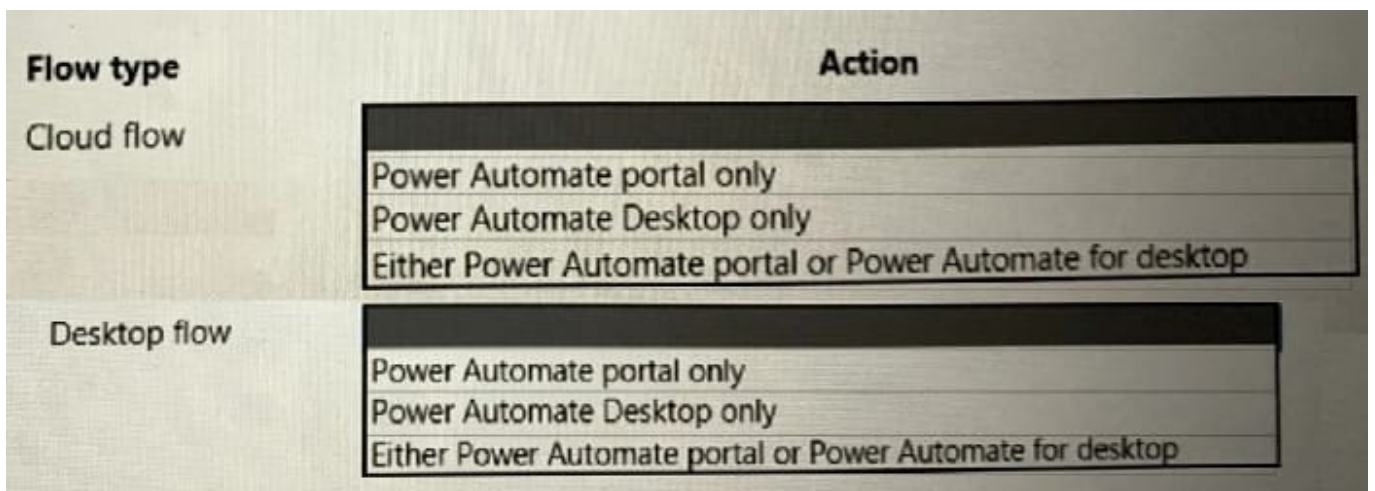 Flow type Action
Cloud flow
Power Automate portal only
Power Automate Desktop only
Either Power Automate portal or Power Automate for desktop
Desktop flow
Power Automate portal only
Power Automate Desktop only
Either Power Automate portal or Power Automate for desktop